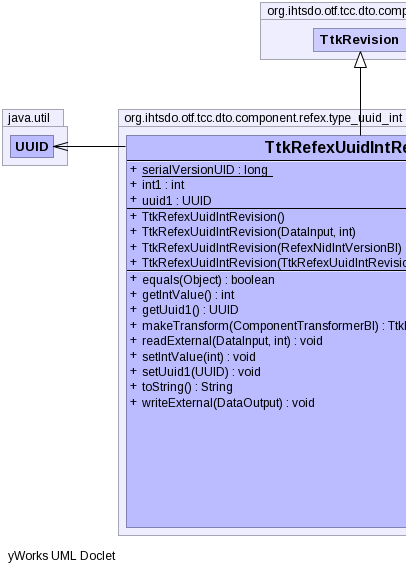 org.ihtsdo.otf.tcc.dto.comp
TtkRevision
java.util
UUID
org.ihtsdo.otf.tcc.dto.component.refex.type_uuid_int
TtkRefexUuidIntRe
+ serialVersionUID : long
+ int1 : int
+ uuid1 : UUID
+ TtkRefexUuidIntRevision()
+ TtkRefexUuidIntRevision(DataInput, int)
+ TtkRefexUuidIntRevision(RefexNidIntVersionBI)
+ TtkRefexUuidIntRevision(TtkRefexUuidIntRevisio
+ equals(Object) : boolean
+ getIntValue() : int
+ getUuid1() : UUID
+ makeTransform(ComponentTransformerBI) : Ttk
+ readExternal(DataInput, int) : void
+ setIntValue(int) : void
+ setUuid1(UUID) : void
+ toString() : String
+ writeExternal(DataOutput) : void
yWorks UML Doclet